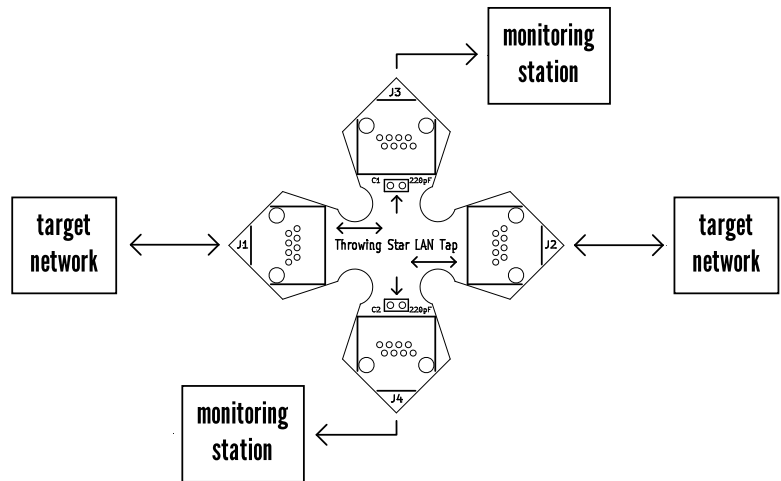 monitoring
station
J3
C1 220pF
target
network
J1
Throwing Star LAN Tap
J2
target
network
C2 220pF
J4
monitoring
station